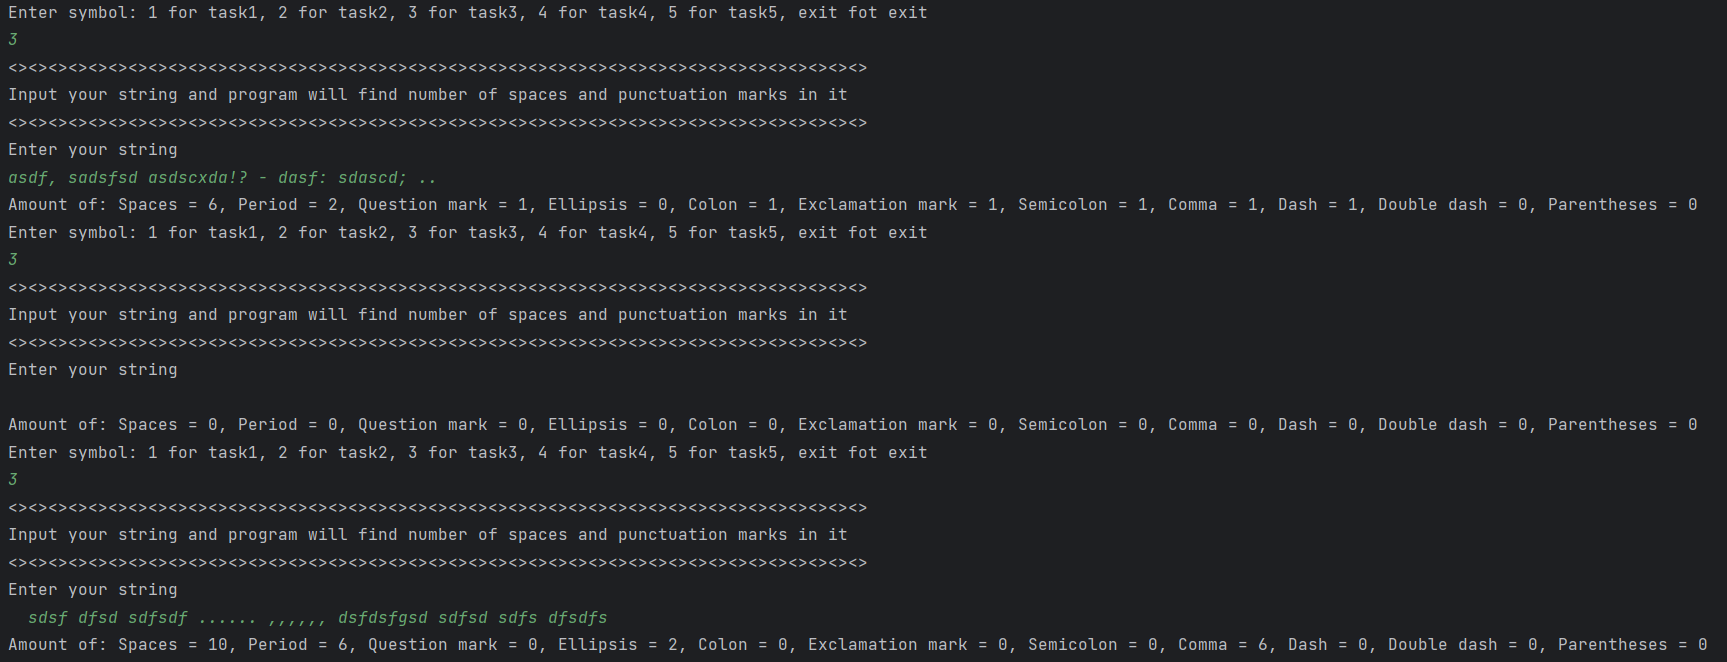 Enter symbol: 1 for task1, 2 for task2, 3 for task3, 4 for task4, 5 for task5, exit fot exit
3
<><><><><><><><><><><><><><><><><><><><><><><><><><><><><><><><><><><><><><><><><><><>
Input your string and program will find number of spaces and punctuation marks in it
<><><><><><><><><><><><><><><><><><><><><><><><><><><><><><><><><><><><><><><><><><><>
Enter your string
asdf, sadsfsd asdscxda!? - dasf: sdascd; ..
Amount of: Spaces = 6, Period = 2, Question mark = 1, Ellipsis = 0, Colon = 1, Exclamation mark = 1, Semicolon = 1, Comma = 1, Dash = 1, Double dash = 0, Parentheses = 0
Enter symbol: 1 for task1, 2 for task2, 3 for task3, 4 for task4, 5 for task5, exit fot exit
3
<><><><><><><><><><><><><><><><><><><><><><><><><><><><><><><><><><><><><><><><><><><>
Input your string and program will find number of spaces and punctuation marks in it
<><><><><><><><><><><><><><><><><><><><><><><><><><><><><><><><><><><><><><><><><><><>
Enter your string
Amount of: Spaces = 0, Period = 0, Question mark = 0, Ellipsis = 0, Colon = 0, Exclamation mark = 0, Semicolon = 0, Comma = 0, Dash = 0, Double dash = 0, Parentheses = 0
Enter symbol: 1 for task1, 2 for task2, 3 for task3, 4 for task4, 5 for task5, exit fot exit
3
<><><><><><><><><><><><><><><><><><><><><><><><><><><><><><><><><><><><><><><><><><><>
Input your string and program will find number of spaces and punctuation marks in it
<><><><><><><><><><><><><><><><><><><><><><><><><><><><><><><><><><><><><><><><><><><>
Enter your string
  sdsf dfsd sdfsdf ...... ,,,,,, dsfdsfgsd sdfsd sdfs dfsdfs
Amount of: Spaces = 10, Period = 6, Question mark = 0, Ellipsis = 2, Colon = 0, Exclamation mark = 0, Semicolon = 0, Comma = 6, Dash = 0, Double dash = 0, Parentheses = 0